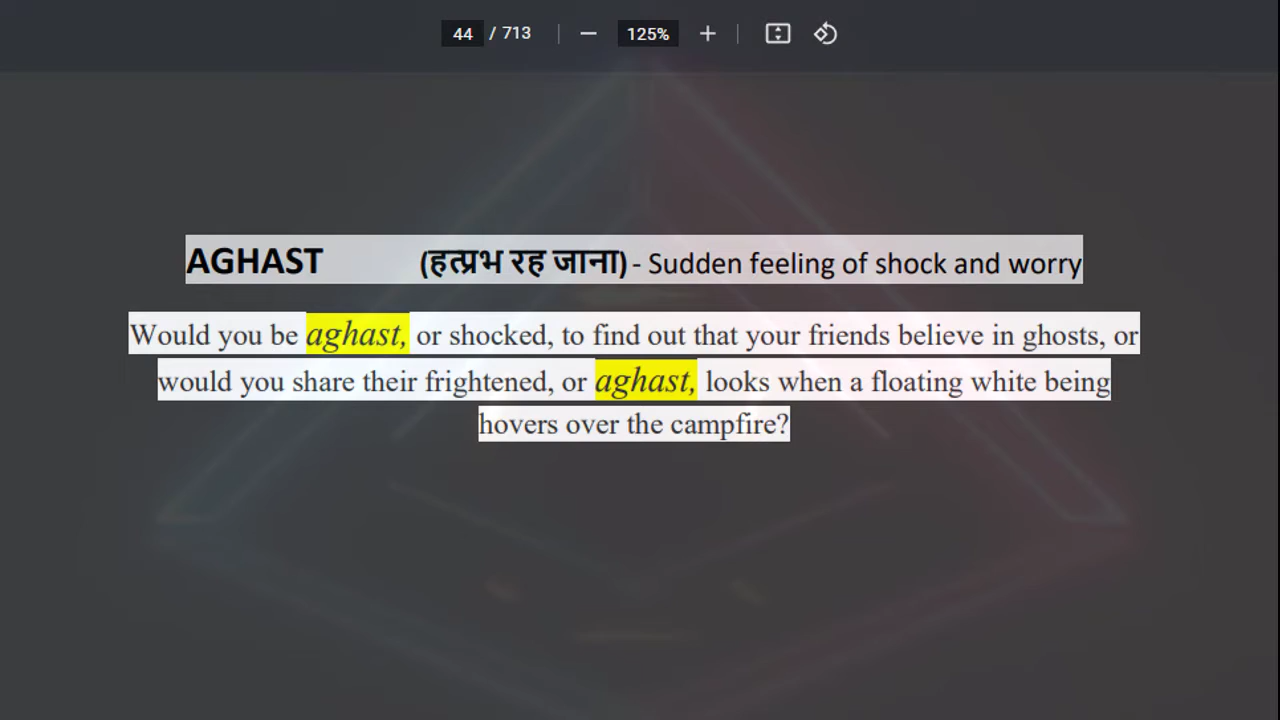 44 / 713 125%
AGHAST (हतप्रभ रह जाना) - Sudden feeling of shock and worry
Would you be aghast, or shocked, to find out that your friends believe in ghosts, or
would you share their frightened, or aghast, looks when a floating white being
hovers over the campfire?